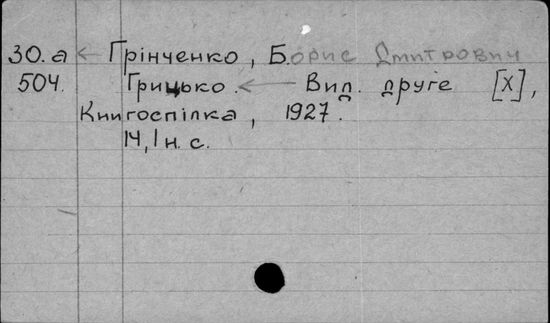 30.а ← Грінченко, Борис Дмитрович
504. Грицько. ← Вид. друге [Х],
Книгоспілка, 1927.
14, 1 н. с.